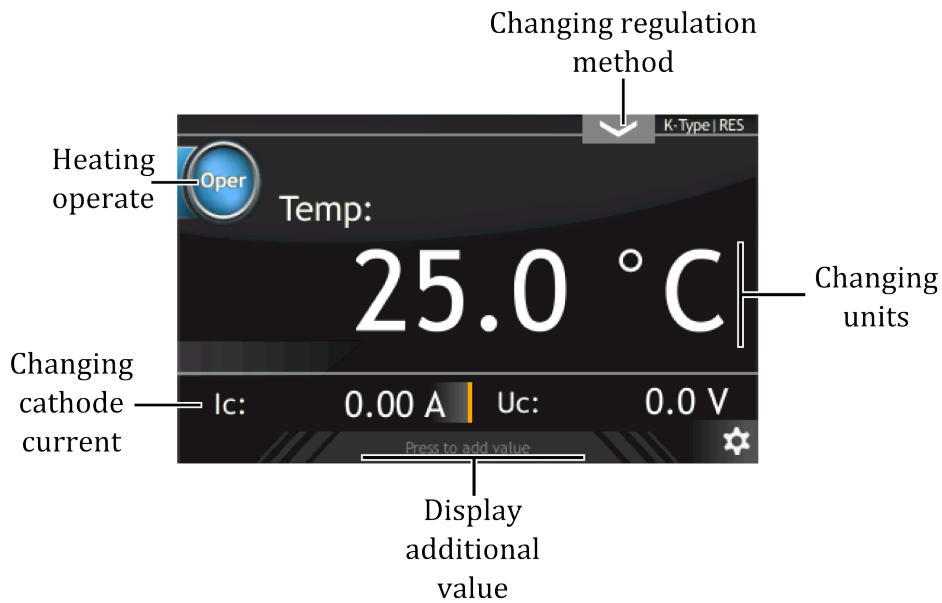 Changing regulation
method
K-Type|RES
Heating
operate
Oper
Temp:
25.0 °C
Changing
units
Changing
cathode
current
Ic: 0.00 A Uc: 0.0 V
Press to add value
Display
additional
value